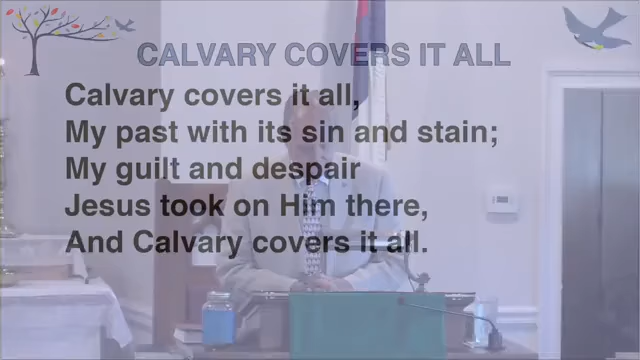 CALVARY COVERS IT ALL
Calvary covers it all,
My past with its sin and stain;
My guilt and despair
Jesus took on Him there,
And Calvary covers it all.